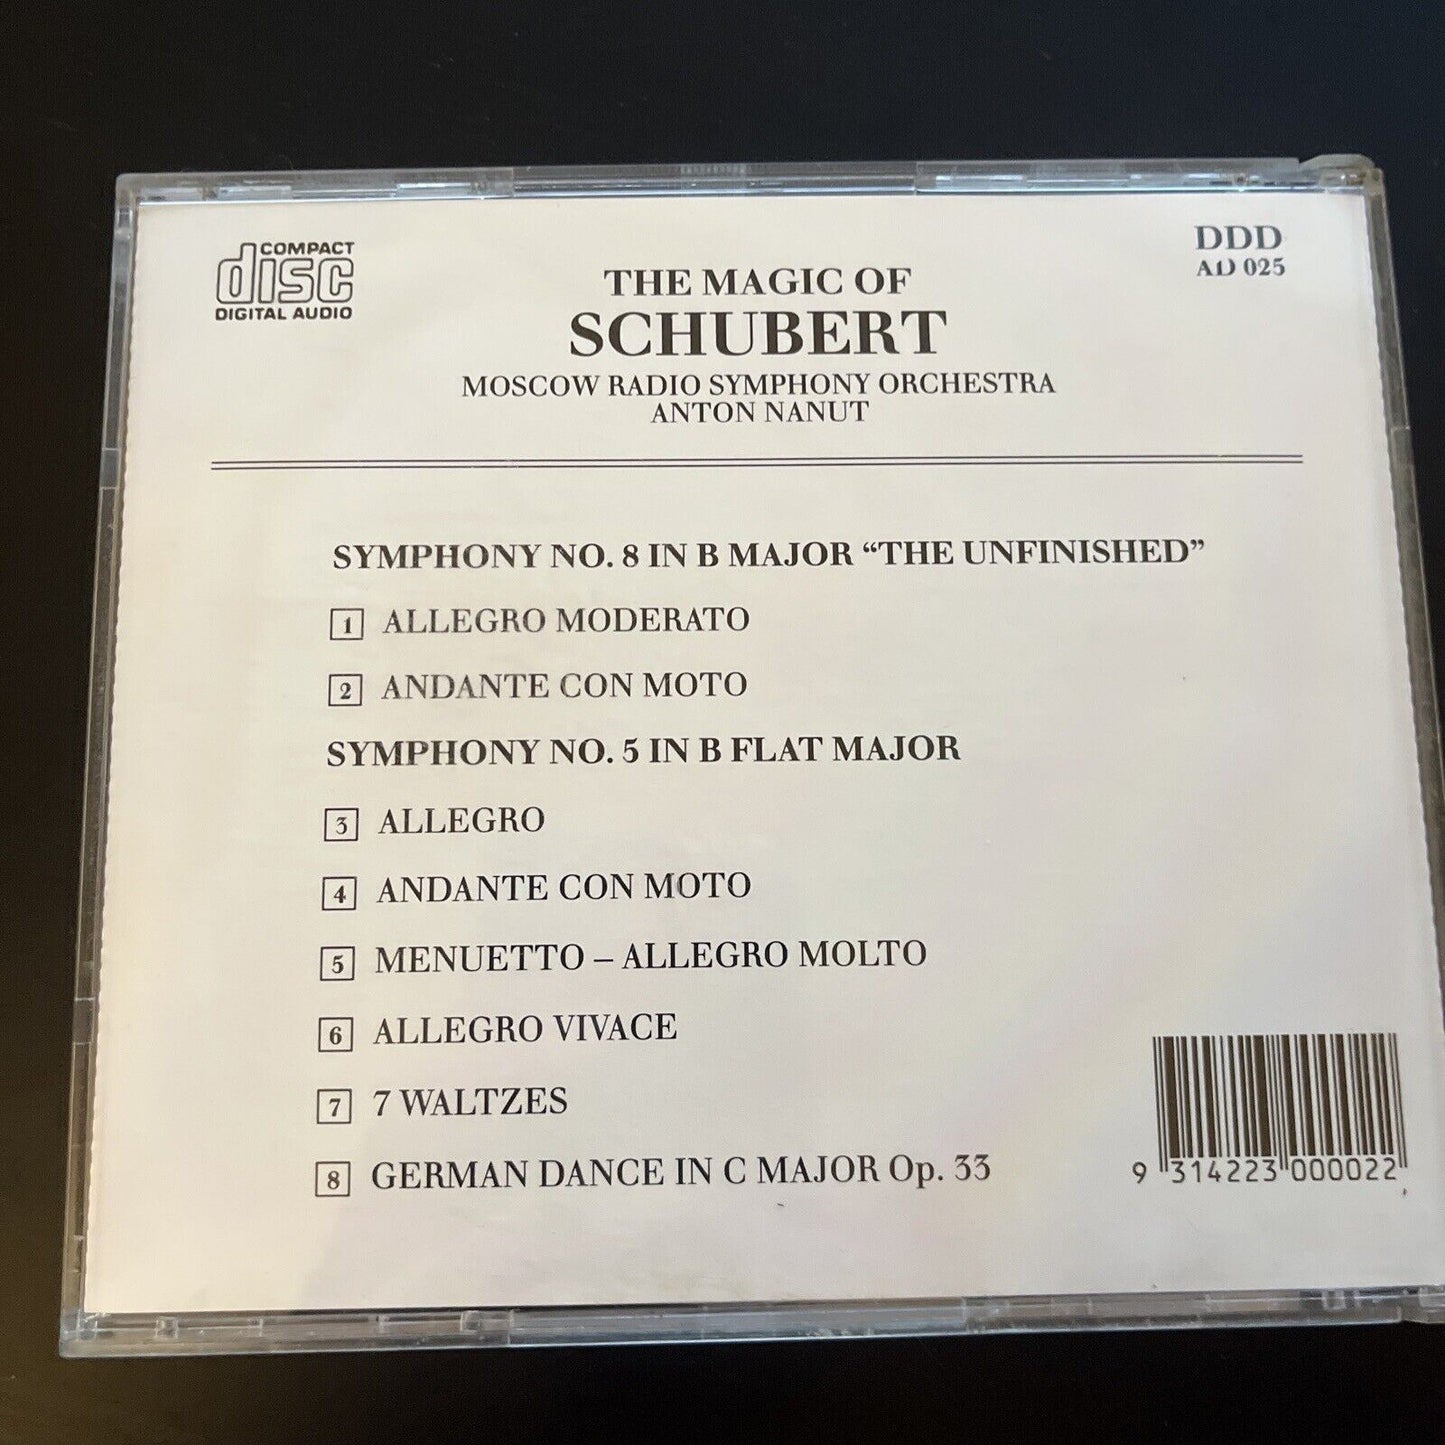 COMPACT
disc
DIGITAL AUDIO
DDD
AD 025
THE MAGIC OF
SCHUBERT
MOSCOW RADIO SYMPHONY ORCHESTRA
ANTON NANUT
SYMPHONY NO. 8 IN B MAJOR “THE UNFINISHED”
1 ALLEGRO MODERATO
2 ANDANTE CON MOTO
SYMPHONY NO. 5 IN B FLAT MAJOR
3 ALLEGRO
4 ANDANTE CON MOTO
5 MENUETTO – ALLEGRO MOLTO
6 ALLEGRO VIVACE
7 7 WALTZES
8 GERMAN DANCE IN C MAJOR Op. 33
9 314223 000022